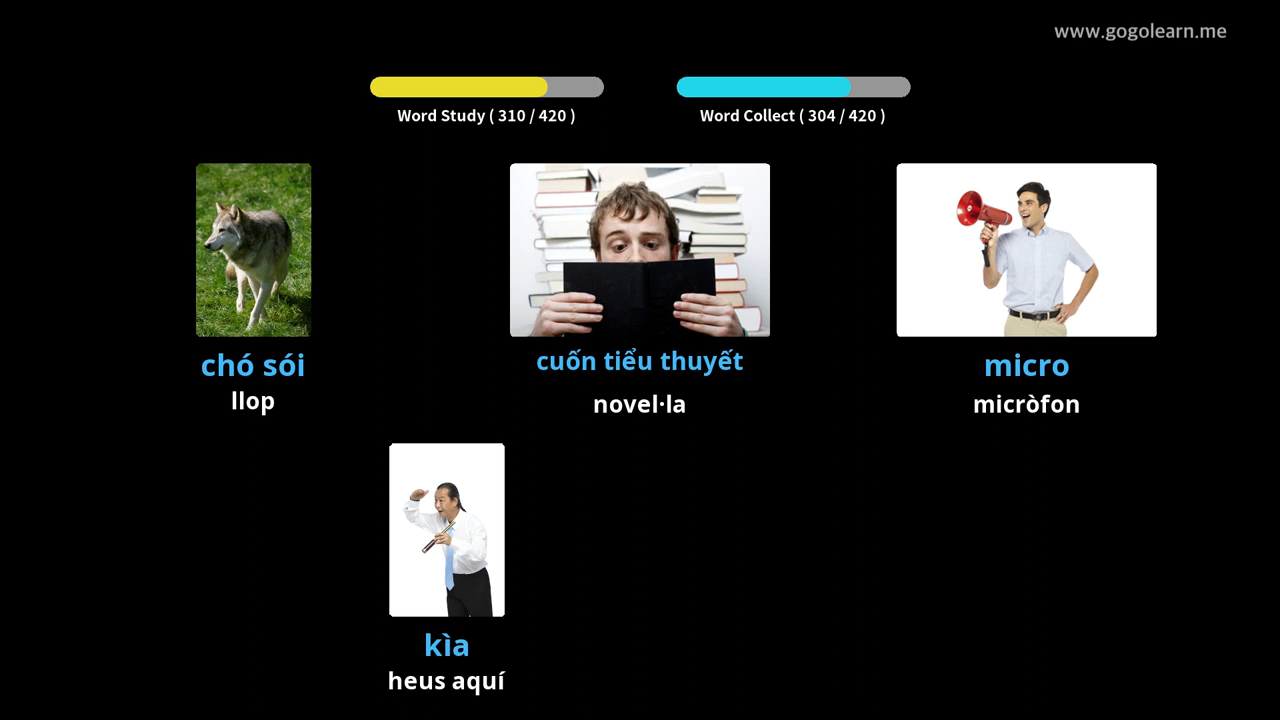 www.gogolearn.me
Word Study ( 310 / 420 )
Word Collect ( 304 / 420 )
chó sói
llop
cuốn tiểu thuyết
novel·la
micro
micròfon
kìa
heus aquí